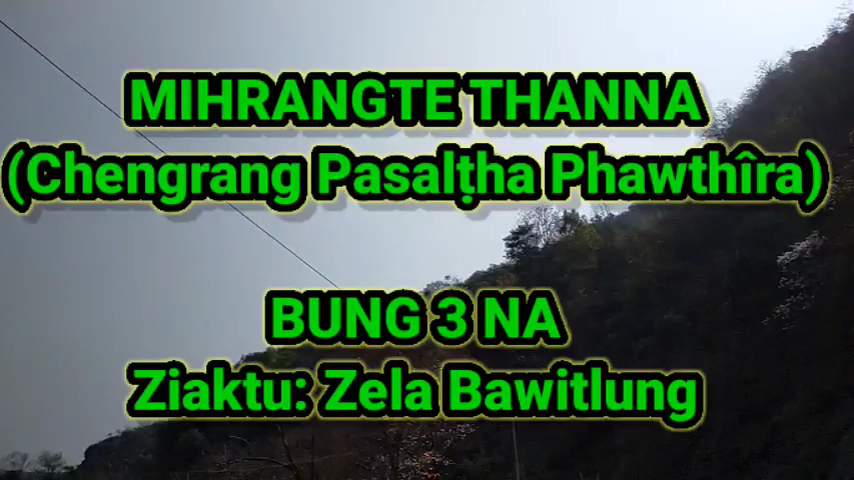 MIHRANGTE THANNA
(Chengrang Pasalṭha Phawthîra)
BUNG 3 NA
Ziaktu: Zela Bawitlung